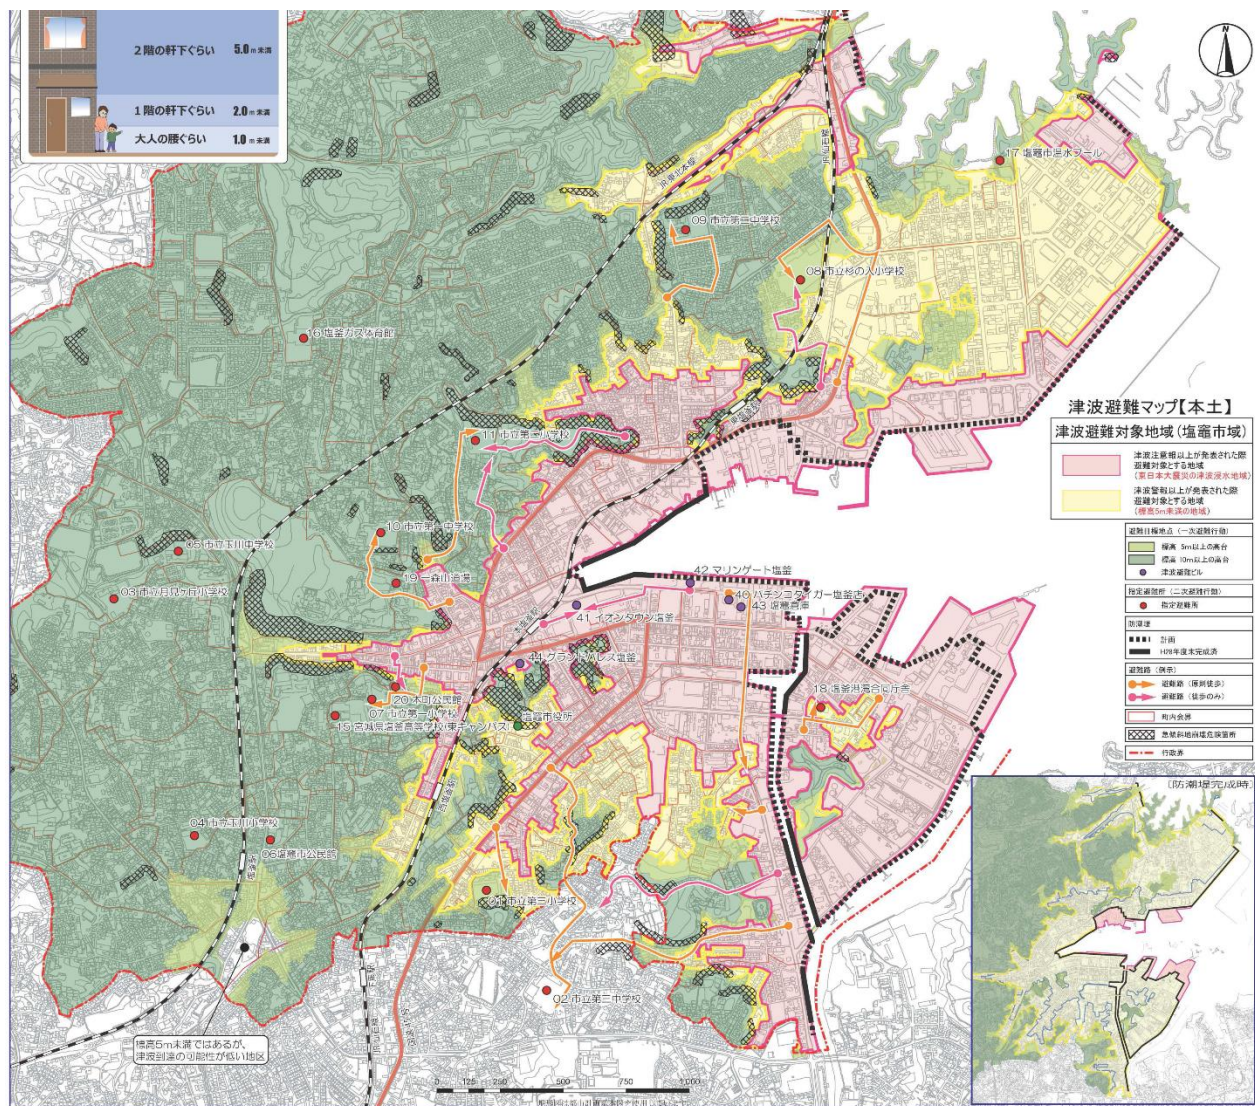 2階の軒下ぐらい 5.0m未満
1階の軒下ぐらい 2.0m未満
大人の腰ぐらい 1.0m未満
17 塩竈市温水プール
09 市立第三中学校
08 市立杉の入小学校
16 塩釜ガス体育館
11 市立第二小学校
10 市立第一中学校
05 市立玉川中学校
19 一森山道場
03 市立月見ヶ丘小学校
42 マリンゲート塩釜
40 パチンコタイガー塩釜店
43 塩竈倉庫
41 イオンタウン塩釜
本塩釜駅
44 グランドパレス塩釜
20 本町公民館
07 市立第一小学校
15 宮城県塩釜高等学校(東キャンパス)
塩竈市役所
18 塩釜港湾合同庁舎
西塩釜駅
04 市立玉川小学校
06 塩竈市公民館
01 市立第三小学校
02 市立第二中学校
JR東北本線
標高5m未満ではあるが、
津波到達の可能性が低い地区
津波避難マップ【本土】
津波避難対象地域(塩竈市域)
津波注意報以上が発表された際
避難対象とする地域
(東日本大震災の津波浸水地域)
津波警報以上が発表された際
避難対象とする地域
(標高5m未満の地域)
避難目標地点(一次避難行動)
標高 5m以上の高台
標高 10m以上の高台
津波避難ビル
指定避難所(二次避難行動)
指定避難所
防潮堤
計画
H28年度末完成済
避難路(例示)
避難路(原則徒歩)
避難路(徒歩のみ)
町内会界
急傾斜地崩壊危険箇所
行政界
[防潮堤完成時]
0 125 250 500 750 1,000